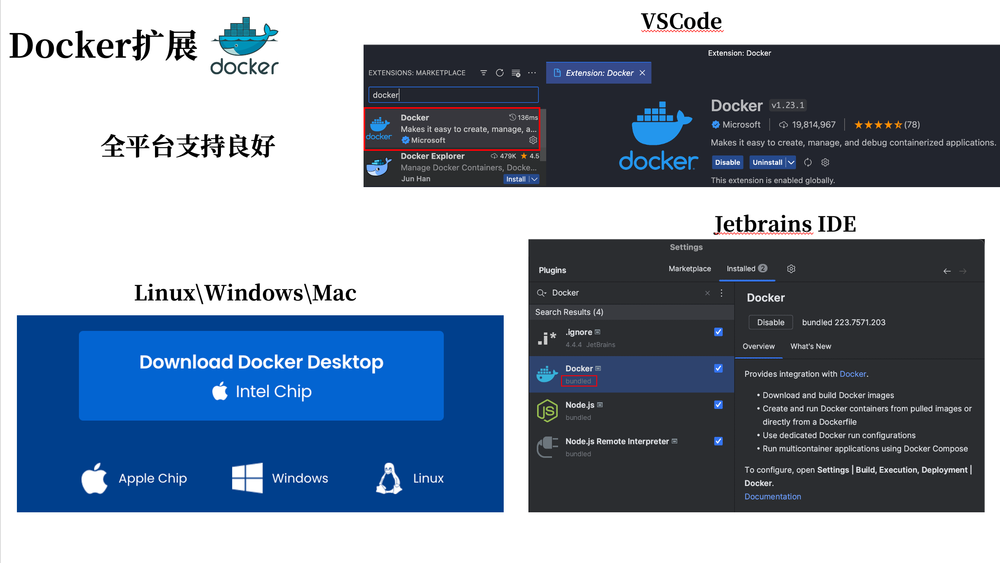 Docker扩展
docker
全平台支持良好
VSCode
Extension: Docker
EXTENSIONS: MARKETPLACE
Extension: Docker
docker
Docker
136ms
Makes it easy to create, manage, a...
Microsoft
docker
Docker Explorer
479K
4.5
Manage Docker Containers, Docke...
Jun Han
Install
docker
Docker v1.23.1
Microsoft
19,814,967
(78)
Makes it easy to create, manage, and debug containerized applications.
Disable
Uninstall
This extension is enabled globally.
Linux\Windows\Mac
Download Docker Desktop
Intel Chip
Apple Chip
Windows
Linux
Jetbrains IDE
Settings
Plugins
Marketplace
Installed 2
Docker
Search Results (4)
.i*
.ignore
4.4.4 JetBrains
Docker
bundled
JS
Node.js
bundled
Node.js Remote Interpreter
bundled
Docker
Disable
bundled 223.7571.203
Overview
What's New
Provides integration with Docker.
• Download and build Docker images
• Create and run Docker containers from pulled images or
directly from a Dockerfile
• Use dedicated Docker run configurations
• Run multicontainer applications using Docker Compose
To configure, open Settings | Build, Execution, Deployment |
Docker.
Documentation